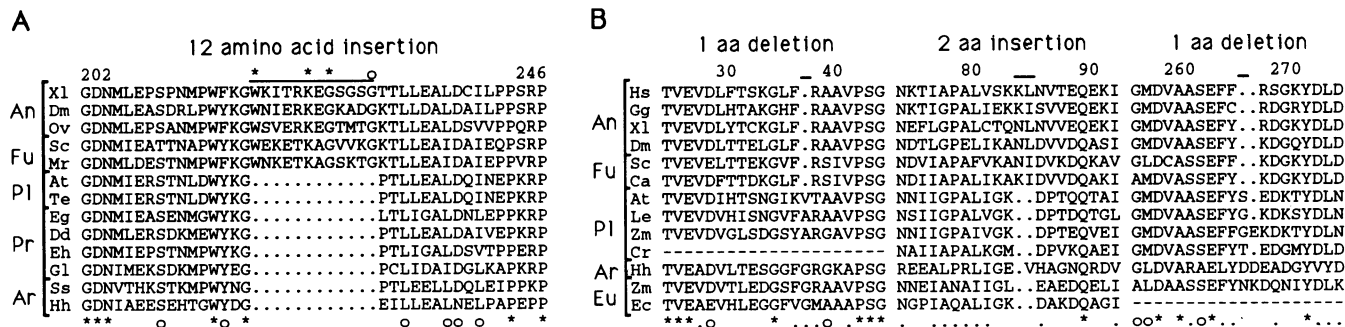 A
12 amino acid insertion
* * * o
202 246
An
Xl GDNMLEPSPNMPWFKGWKITRKEGSGSGTTLLEALDCILPPSRP
Dm GDNMLEASDRLPWYKGWNIERKEGKADGKTLLDALDAILPPSRP
Ov GDNMLEPSANMPWFKGWSVERKEGTMTGKTLLEALDSVVPPQRP
Fu
Sc GDNMIEATTNAPWYKGWEKETKAGVVKGKTLLEAIDAIEQPSRP
Mr GDNMLDESTNMPWFKGWNKETKAGSKTGKTLLEAIDAIEPPVRP
Pl
At GDNMIERSTNLDWYKG............PTLLEALDQINEPKRP
Te GDNMIERSTNLDWYKG............PTLLEALDQINEPKRP
Pr
Eg GDNMIEASENMGWYKG............LTLIGALDNLEPPKRP
Dd GDNMLERSDKMEWYKG............PTLLEALDAIVEPKRP
Eh GDNMIEPSTNMPWYKG............PTLIGALDSVTPPERP
Gl GDNIMEKSDKMPWYEG............PCLIDAIDGLKAPKRP
Ar
Ss GDNVTHKSTKMPWYNG............PTLEELLDQLEIPPKP
Hh GDNIAEESEHTGWYDG............EILLEALNELPAPEPP
*** o *o * o oo o * *
B
1 aa deletion 2 aa insertion 1 aa deletion
30 40 80 90 260 270
An
Hs TVEVDLFTSKGLF.RAAVPSG NKTIAPALVSKKLNVTEQEKI GMDVAASEFF..RSGKYDLD
Gg TVEVDLHTAKGHF.RAAVPSG NKTIAPALIEKKISVVEQEKI GMDVAASEFC..RDGRYDLD
Xl TVEVDLYTCKGLF.RAAVPSG NEFLGPALCTQNLNVVEQEKI GMDVAASEFY..RDGKYDLD
Dm TVEVDLTTELGLF.RAAVPSG NDTLGPELIKANLDVVDQASI GMDVAASEFY..KDGQYDLD
Fu
Sc TVEVELTTEKGVF.RSIVPSG NDVIAPAFVKANIDVKDQKAV GLDCASSEFF..KDGKYDLD
Ca TVEVDFTTDKGLF.RSIVPSG NDIIAPALIKAKIDVVDQAKI AMDVASSEFY..KDGKYDLD
Pl
At TVEVDIHTSNGIKVTAAVPSG NNIIGPALIGK..DPTQQTAI GMDVAASEFYS.EDKTYDLN
Le TVEVDVHISNGVFARAAVPSG NSIIGPALVGK..DPTDQTGL GMDVAASEFYG.DKSYDLN
Zm TVEVDVGLSDGSYARGAVPSG NNIIGPAIVGK..DPTEQVEI GMDVAASEFFGEKDKTYDLN
Cr --------------------- NAIIAPALKGM..DPVKQAEI GMDVAASEFYT.EDGMYDLD
Ar
Hh TVEADVLTESGGFGRGKAPSG REEALPRLIGE.VHAGNQRDV GLDVARAELYDDEADGYVYD
Eu
Zm TVEVDVTLEDGSFGRAAVPSG NNEIANAIIGL..EAEDQELI ALDAASSEFYNKDQNIYDLK
Ec TVEAEVHLEGGFVGMAAAPSG NGPIAQALIGK..DAKDQAGI ----------------------